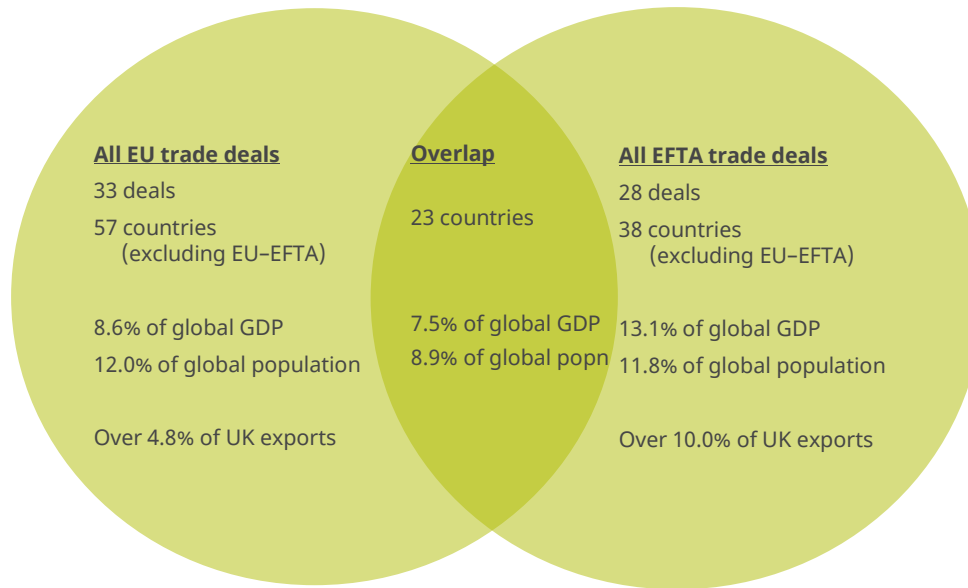 All EU trade deals
33 deals
57 countries
(excluding EU–EFTA)
8.6% of global GDP
12.0% of global population
Over 4.8% of UK exports
Overlap
23 countries
7.5% of global GDP
8.9% of global popn
All EFTA trade deals
28 deals
38 countries
(excluding EU–EFTA)
13.1% of global GDP
11.8% of global population
Over 10.0% of UK exports